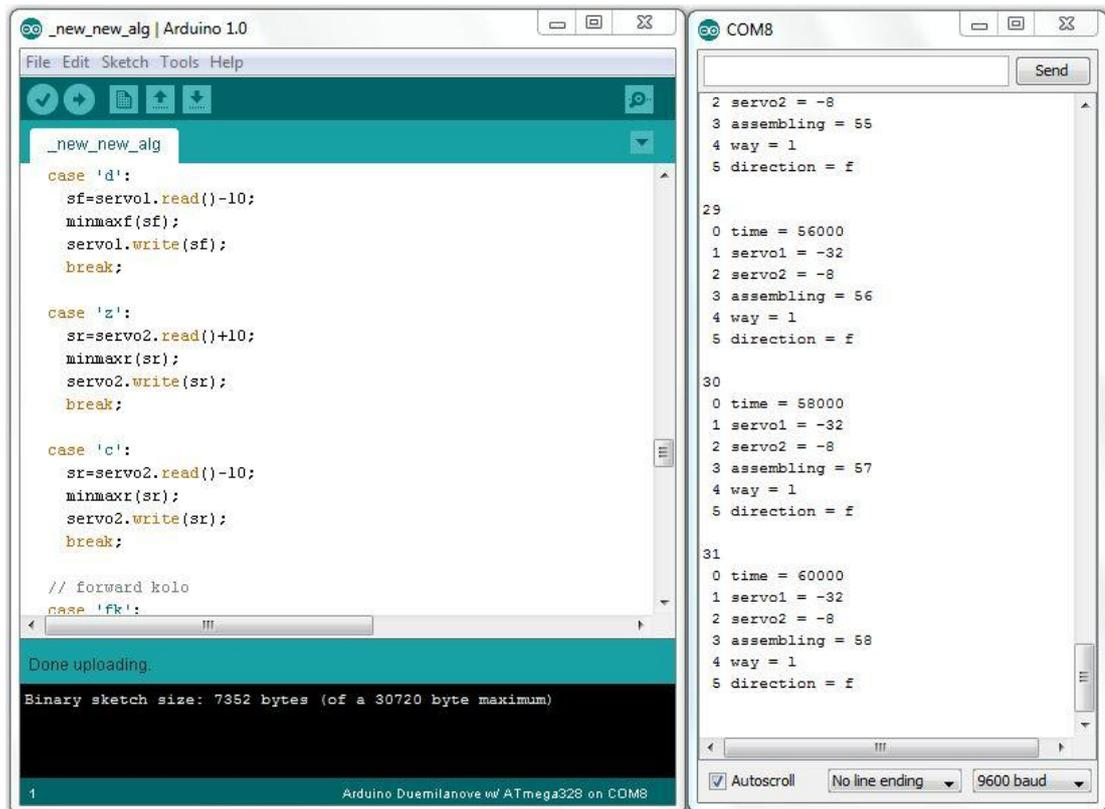 _new_new_alg | Arduino 1.0
File Edit Sketch Tools Help
_new_new_alg
case 'd':
sf=servo1.read()-10;
minmaxf(sf);
servo1.write(sf);
break;
case 'z':
sr=servo2.read()+10;
minmaxr(sr);
servo2.write(sr);
break;
case 'c':
sr=servo2.read()-10;
minmaxr(sr);
servo2.write(sr);
break;
// forward kolo
case 'fk':
Done uploading.
Binary sketch size: 7352 bytes (of a 30720 byte maximum)
1
Arduino Duemilanove w/ ATmega328 on COM8
COM8
Send
2 servo2 = -8
3 assembling = 55
4 way = 1
5 direction = f
29
0 time = 56000
1 servo1 = -32
2 servo2 = -8
3 assembling = 56
4 way = 1
5 direction = f
30
0 time = 58000
1 servo1 = -32
2 servo2 = -8
3 assembling = 57
4 way = 1
5 direction = f
31
0 time = 60000
1 servo1 = -32
2 servo2 = -8
3 assembling = 58
4 way = 1
5 direction = f
Autoscroll
No line ending
9600 baud